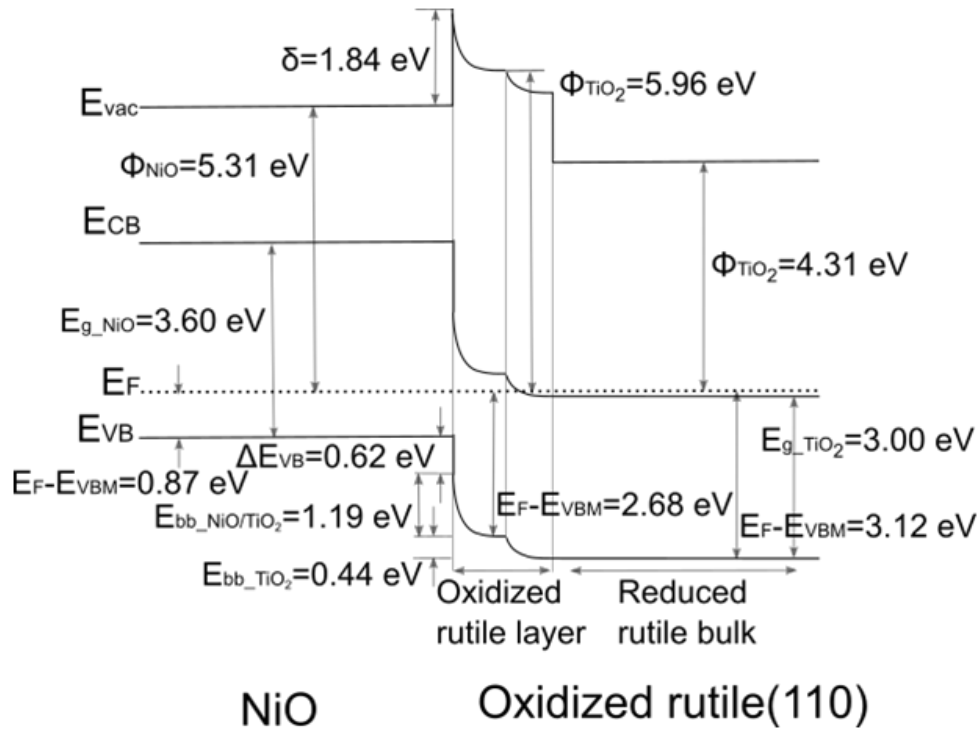 δ=1.84 eV
Evac
ΦTiO₂=5.96 eV
ΦNiO=5.31 eV
ECB
ΦTiO₂=4.31 eV
Eg_NiO=3.60 eV
EF
EVB
Eg_TiO₂=3.00 eV
ΔEVB=0.62 eV
EF-EVBM=0.87 eV
EF-EVBM=2.68 eV
Ebb_NiO/TiO₂=1.19 eV
EF-EVBM=3.12 eV
Ebb_TiO₂=0.44 eV
Oxidized
rutile layer
Reduced
rutile bulk
NiO
Oxidized rutile(110)